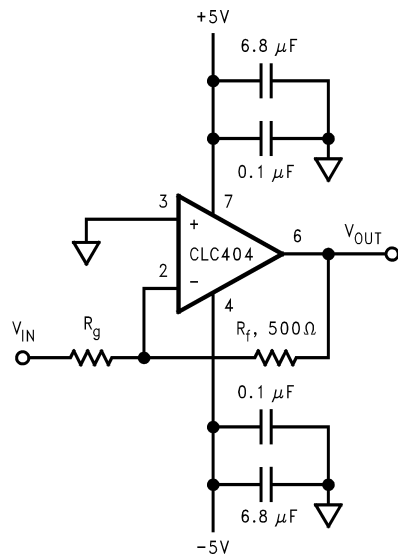 +5V
6.8 μF
0.1 μF
3
7
+
CLC404
6
V_OUT
2
−
4
V_IN
R_g
R_f, 500Ω
0.1 μF
6.8 μF
−5V